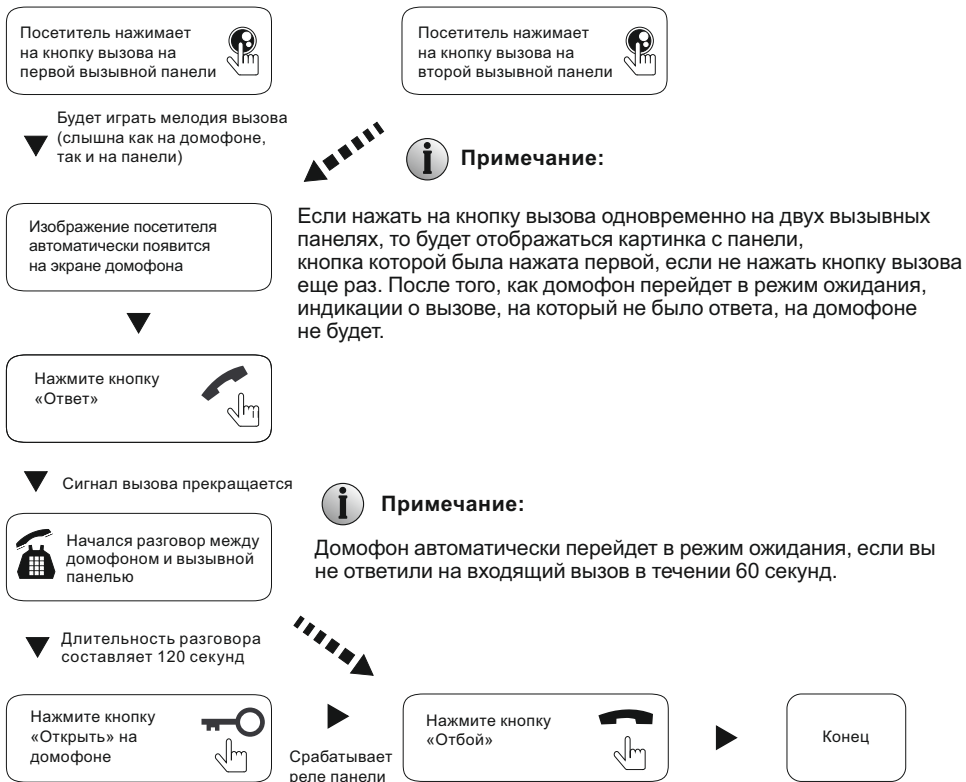 Посетитель нажимает
на кнопку вызова на
первой вызывной панели
Посетитель нажимает
на кнопку вызова на
второй вызывной панели
Будет играть мелодия вызова
(слышна как на домофоне,
так и на панели)
Примечание:
Изображение посетителя
автоматически появится
на экране домофона
Если нажать на кнопку вызова одновременно на двух вызывных
панелях, то будет отображаться картинка с панели,
кнопка которой была нажата первой, если не нажать кнопку вызова
еще раз. После того, как домофон перейдет в режим ожидания,
индикации о вызове, на который не было ответа, на домофоне
не будет.
Нажмите кнопку
«Ответ»
Сигнал вызова прекращается
Примечание:
Начался разговор между
домофоном и вызывной
панелью
Домофон автоматически перейдет в режим ожидания, если вы
не ответили на входящий вызов в течении 60 секунд.
Длительность разговора
составляет 120 секунд
Нажмите кнопку
«Открыть» на
домофоне
Срабатывает
реле панели
Нажмите кнопку
«Отбой»
Конец